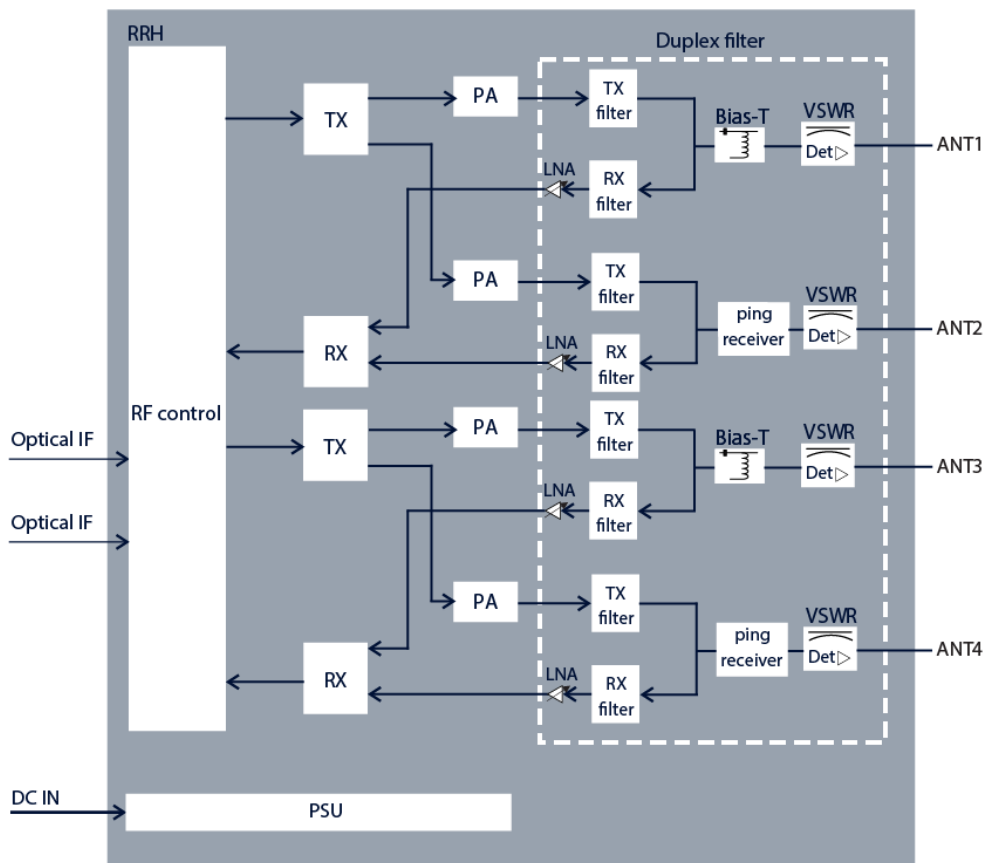 RRH
Duplex filter
TX
PA
TX
filter
Bias-T
VSWR
Det
ANT1
LNA
RX
filter
PA
TX
filter
ping
receiver
VSWR
Det
ANT2
RX
LNA
RX
filter
RF control
Optical IF
Optical IF
TX
PA
TX
filter
Bias-T
VSWR
Det
ANT3
LNA
RX
filter
PA
TX
filter
ping
receiver
VSWR
Det
ANT4
RX
LNA
RX
filter
DC IN
PSU